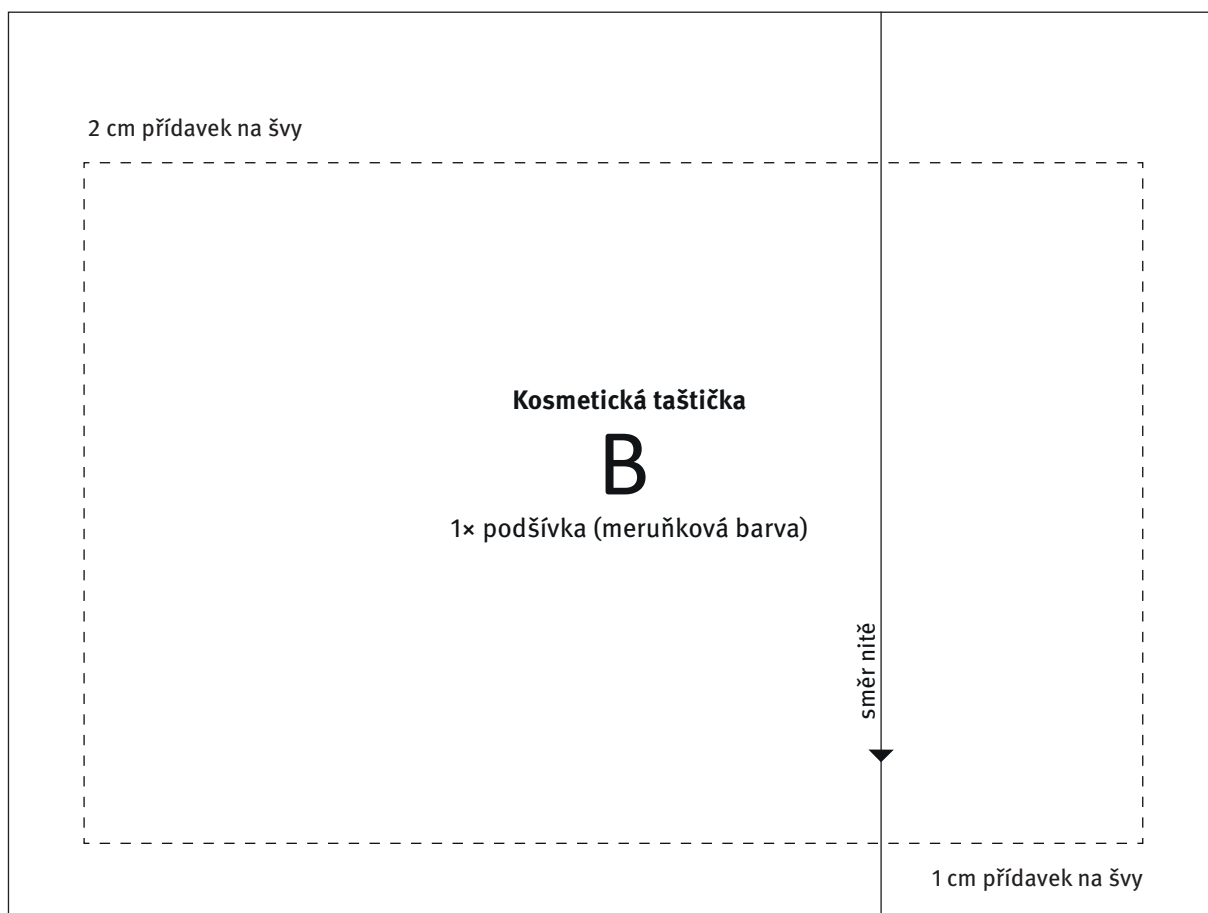 2 cm přídavek na švy
Kosmetická taštička
B
1× podšívka (meruňková barva)
směr nitě
1 cm přídavek na švy